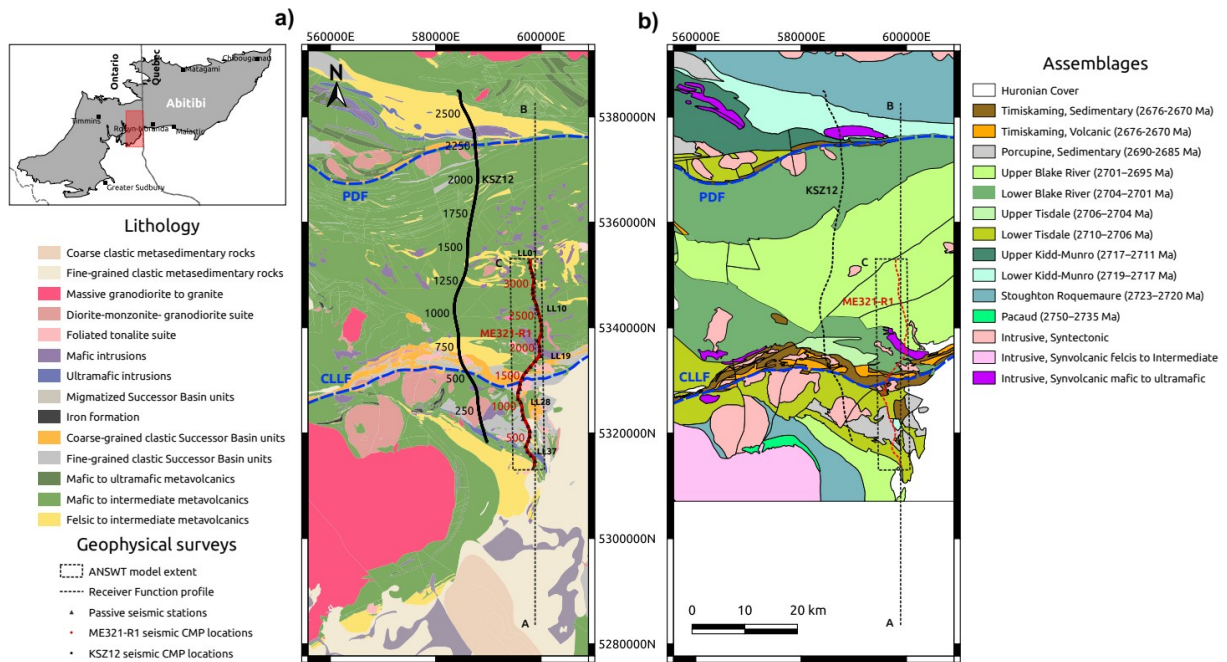 a)
b)
560000E
580000E
600000E
560000E
580000E
600000E
Ontario
Quebec
Chibougamau
Matagami
Abitibi
Timmins
Rouyn-Noranda
Malartic
Greater Sudbury
Lithology
Coarse clastic metasedimentary rocks
Fine-grained clastic metasedimentary rocks
Massive granodiorite to granite
Diorite-monzonite- granodiorite suite
Foliated tonalite suite
Mafic intrusions
Ultramafic intrusions
Migmatized Successor Basin units
Iron formation
Coarse-grained clastic Successor Basin units
Fine-grained clastic Successor Basin units
Mafic to ultramafic metavolcanics
Mafic to intermediate metavolcanics
Felsic to intermediate metavolcanics
Geophysical surveys
ANSWT model extent
Receiver Function profile
Passive seismic stations
ME321-R1 seismic CMP locations
KSZ12 seismic CMP locations
N
B
2500
2250
KSZ12
2000
PDF
1750
1500
LL01
C
3000
1250
2500
LL10
1000
ME321-R1
2000
750
LL19
CLLF
1500
500
1000
LL28
250
500
LL37
A
5380000N
5360000N
5340000N
5320000N
5300000N
5280000N
B
KSZ12
PDF
C
ME321-R1
CLLF
0 10 20 km
A
Assemblages
Huronian Cover
Timiskaming, Sedimentary (2676-2670 Ma)
Timiskaming, Volcanic (2676-2670 Ma)
Porcupine, Sedimentary (2690-2685 Ma)
Upper Blake River (2701–2695 Ma)
Lower Blake River (2704–2701 Ma)
Upper Tisdale (2706–2704 Ma)
Lower Tisdale (2710–2706 Ma)
Upper Kidd-Munro (2717–2711 Ma)
Lower Kidd-Munro (2719–2717 Ma)
Stoughton Roquemaure (2723–2720 Ma)
Pacaud (2750–2735 Ma)
Intrusive, Syntectonic
Intrusive, Synvolcanic felcis to Intermediate
Intrusive, Synvolcanic mafic to ultramafic